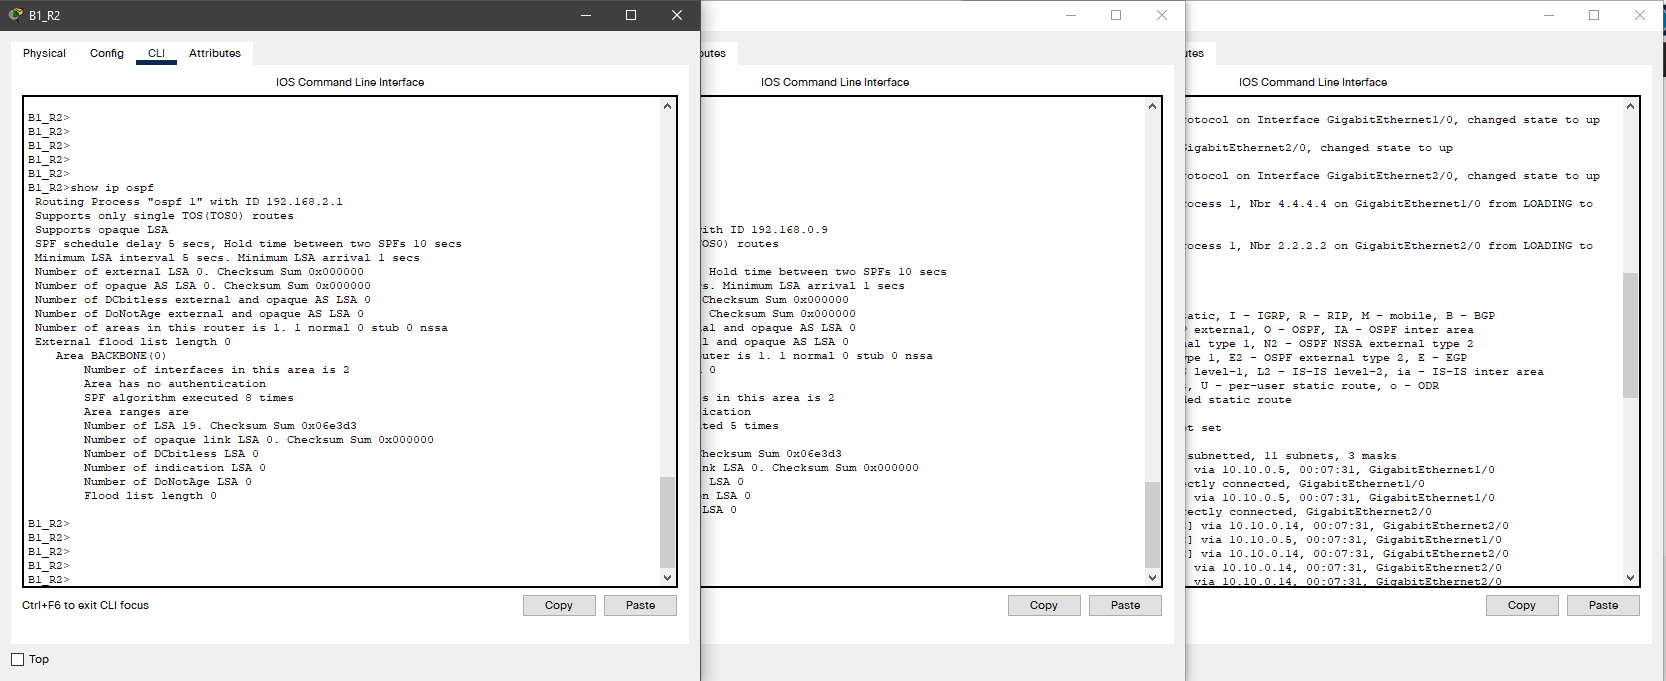 B1_R2
Physical Config CLI Attributes
IOS Command Line Interface
B1_R2>
B1_R2>
B1_R2>
B1_R2>
B1_R2>
B1_R2>show ip ospf
Routing Process "ospf 1" with ID 192.168.2.1
Supports only single TOS(TOS0) routes
Supports opaque LSA
SPF schedule delay 5 secs, Hold time between two SPFs 10 secs
Minimum LSA interval 5 secs. Minimum LSA arrival 1 secs
Number of external LSA 0. Checksum Sum 0x000000
Number of opaque AS LSA 0. Checksum Sum 0x000000
Number of DCbitless external and opaque AS LSA 0
Number of DoNotAge external and opaque AS LSA 0
Number of areas in this router is 1. 1 normal 0 stub 0 nssa
External flood list length 0
Area BACKBONE(0)
Number of interfaces in this area is 2
Area has no authentication
SPF algorithm executed 8 times
Area ranges are
Number of LSA 19. Checksum Sum 0x06e3d3
Number of opaque link LSA 0. Checksum Sum 0x000000
Number of DCbitless LSA 0
Number of indication LSA 0
Number of DoNotAge LSA 0
Flood list length 0
B1_R2>
B1_R2>
B1_R2>
B1_R2>
B1_R2>
Ctrl+F6 to exit CLI focus
Copy Paste
Top
butes
IOS Command Line Interface
ith ID 192.168.0.9
OS0) routes
Hold time between two SPFs 10 secs
s. Minimum LSA arrival 1 secs
Checksum Sum 0x000000
Checksum Sum 0x000000
al and opaque AS LSA 0
l and opaque AS LSA 0
uter is 1. 1 normal 0 stub 0 nssa
0
s in this area is 2
ication
ted 5 times
hecksum Sum 0x06e3d3
nk LSA 0. Checksum Sum 0x000000
LSA 0
n LSA 0
LSA 0
Copy Paste
utes
IOS Command Line Interface
otocol on Interface GigabitEthernet1/0, changed state to up
GigabitEthernet2/0, changed state to up
otocol on Interface GigabitEthernet2/0, changed state to up
rocess 1, Nbr 4.4.4.4 on GigabitEthernet1/0 from LOADING to
rocess 1, Nbr 2.2.2.2 on GigabitEthernet2/0 from LOADING to
atic, I - IGRP, R - RIP, M - mobile, B - BGP
external, O - OSPF, IA - OSPF inter area
al type 1, N2 - OSPF NSSA external type 2
pe 1, E2 - OSPF external type 2, E - EGP
level-1, L2 - IS-IS level-2, ia - IS-IS inter area
, U - per-user static route, o - ODR
ed static route
t set
subnetted, 11 subnets, 3 masks
via 10.10.0.5, 00:07:31, GigabitEthernet1/0
ctly connected, GigabitEthernet1/0
via 10.10.0.5, 00:07:31, GigabitEthernet1/0
ectly connected, GigabitEthernet2/0
] via 10.10.0.14, 00:07:31, GigabitEthernet2/0
] via 10.10.0.5, 00:07:31, GigabitEthernet1/0
] via 10.10.0.14, 00:07:31, GigabitEthernet2/0
via 10.10.0.14, 00:07:31, GigabitEthernet2/0
via 10.10.0.14, 00:07:31, GigabitEthernet2/0
Copy Paste